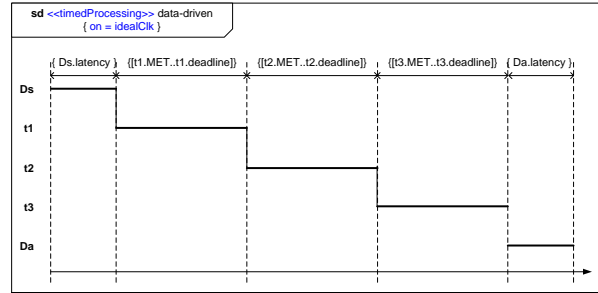 sd <<timedProcessing>> data-driven
{ on = idealClk }
{ Ds.latency } {[t1.MET..t1.deadline]} {[t2.MET..t2.deadline]} {[t3.MET..t3.deadline]} { Da.latency }
Ds
t1
t2
t3
Da